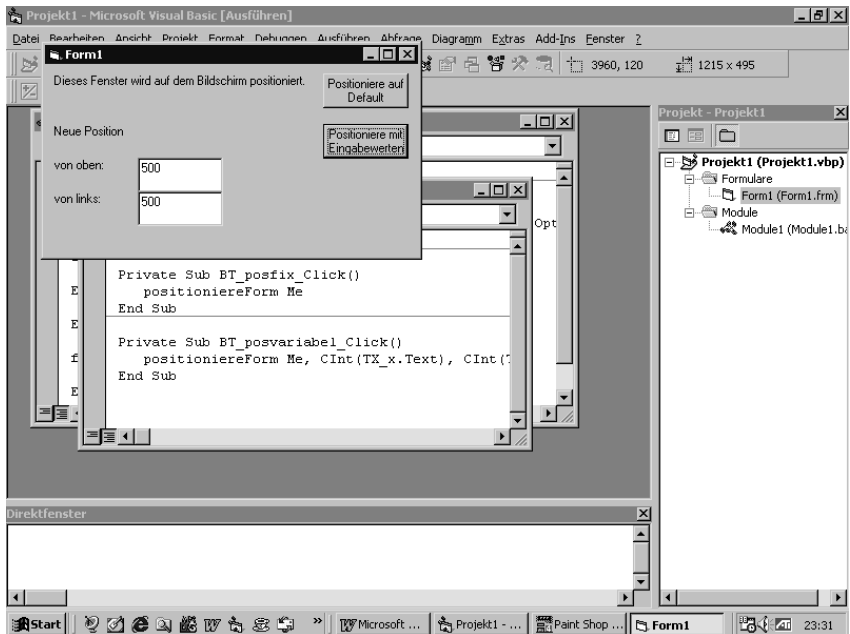 Projekt1 - Microsoft Visual Basic [Ausführen]
Datei Bearbeiten Ansicht Projekt Format Debuggen Ausführen Abfrage Diagramm Extras Add-Ins Fenster ?
3960, 120
1215 x 495
Form1
Dieses Fenster wird auf dem Bildschirm positioniert.
Positioniere auf
Default
Neue Position
Positioniere mit
Eingabewerten
von oben:
500
von links:
500
Opt
Private Sub BT_posfix_Click()
positioniereForm Me
End Sub
Private Sub BT_posvariabel_Click()
positioniereForm Me, CInt(TX_x.Text), CInt(T
End Sub
E
E
f
E
Projekt - Projekt1
Projekt1 (Projekt1.vbp)
Formulare
Form1 (Form1.frm)
Module
Module1 (Module1.ba
Direktfenster
Start
»
Microsoft ...
Projekt1 - ...
Paint Shop ...
Form1
23:31